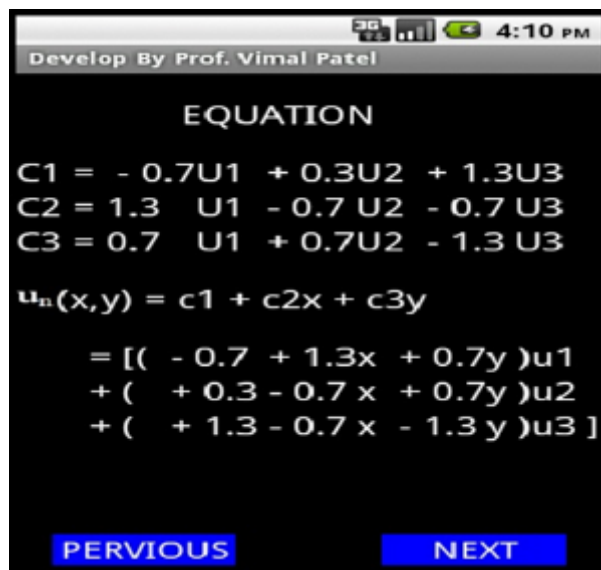 3G 4:10 PM
Develop By Prof. Vimal Patel
EQUATION
C1 = - 0.7U1 + 0.3U2 + 1.3U3
C2 = 1.3 U1 - 0.7 U2 - 0.7 U3
C3 = 0.7 U1 + 0.7U2 - 1.3 U3
un(x,y) = c1 + c2x + c3y
= [( - 0.7 + 1.3x + 0.7y )u1
+ ( + 0.3 - 0.7 x + 0.7y )u2
+ ( + 1.3 - 0.7 x - 1.3 y )u3 ]
PERVIOUS NEXT